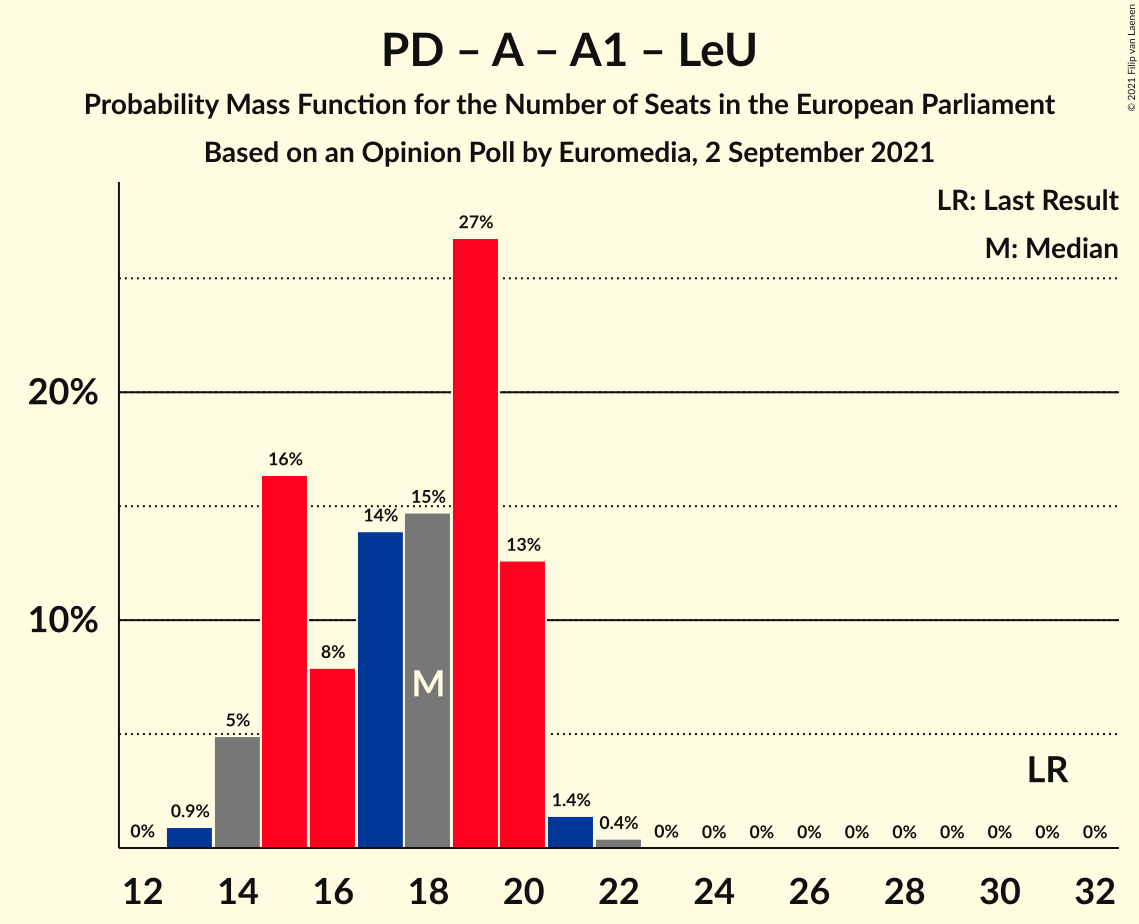 PD – A – A1 – LeU
Probability Mass Function for the Number of Seats in the European Parliament
Based on an Opinion Poll by Euromedia, 2 September 2021
© 2021 Filip van Laenen
LR: Last Result
M: Median
27%
20%
16%
15%
14%
13%
10%
8%
M
5%
LR
0% 0.9% 1.4% 0.4% 0% 0% 0% 0% 0% 0% 0% 0% 0% 0%
12 14 16 18 20 22 24 26 28 30 32